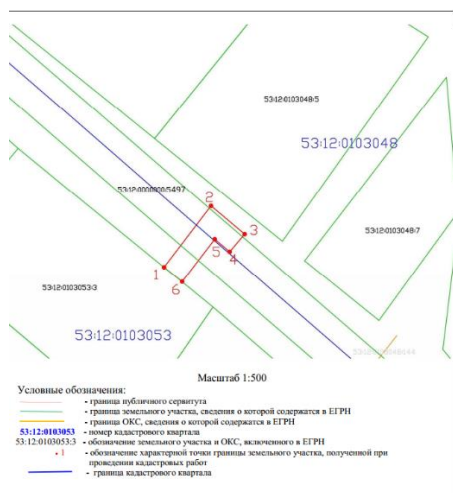 53:12:0103048:5
53:12:0103048
53:12:0000000:5497
2
3
53:12:0103048:7
5
4
1
6
53:12:0103053:3
53:12:0103053
Масштаб 1:500
Условные обозначения:
- граница публичного сервитута
- граница земельного участка, сведения о которой содержатся в ЕГРН
- граница ОКС, сведения о которой содержатся в ЕГРН
53:12:0103053 - номер кадастрового квартала
53:12:0103053:3 - обозначение земельного участка и ОКС, включенного в ЕГРН
• 1 - обозначение характерной точки границы земельного участка, полученной при
проведении кадастровых работ
- граница кадастрового квартала